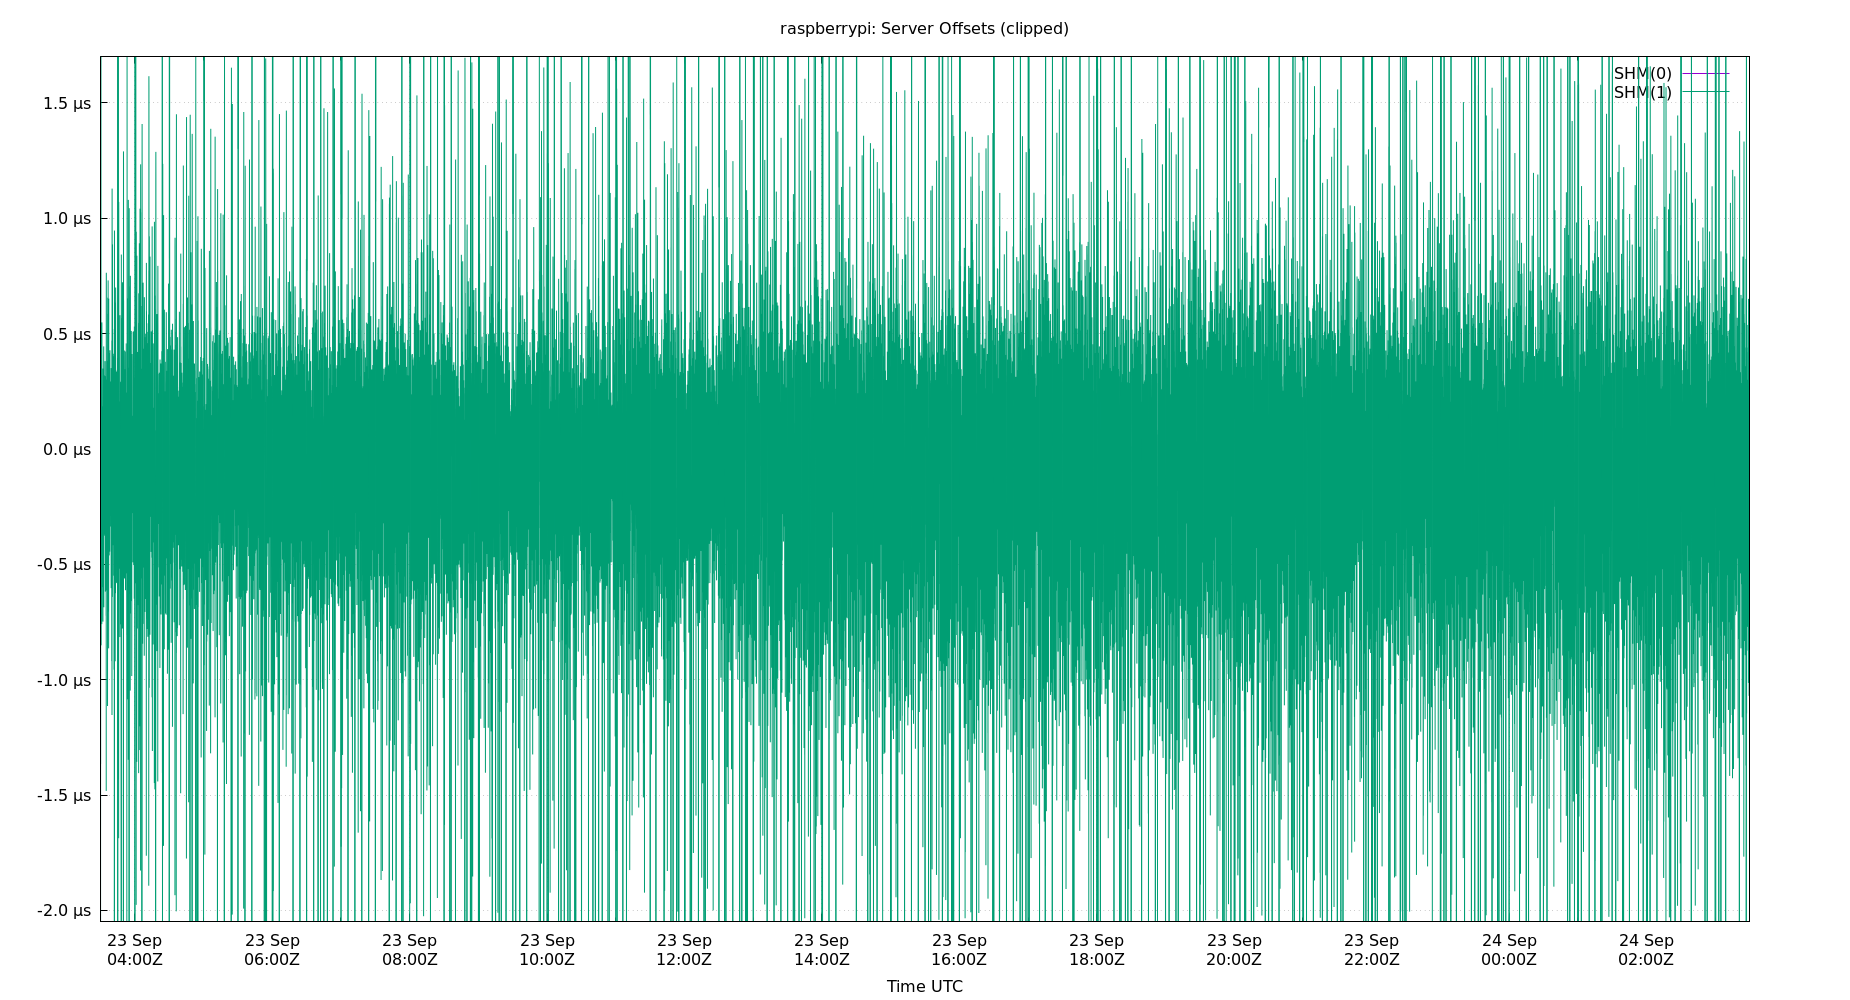 raspberrypi: Server Offsets (clipped)
SHM(0)
SHM(1)
1.5 µs
1.0 µs
0.5 µs
0.0 µs
-0.5 µs
-1.0 µs
-1.5 µs
-2.0 µs
23 Sep 23 Sep 23 Sep 23 Sep 23 Sep 23 Sep 23 Sep 23 Sep 23 Sep 23 Sep 24 Sep 24 Sep
04:00Z 06:00Z 08:00Z 10:00Z 12:00Z 14:00Z 16:00Z 18:00Z 20:00Z 22:00Z 00:00Z 02:00Z
Time UTC